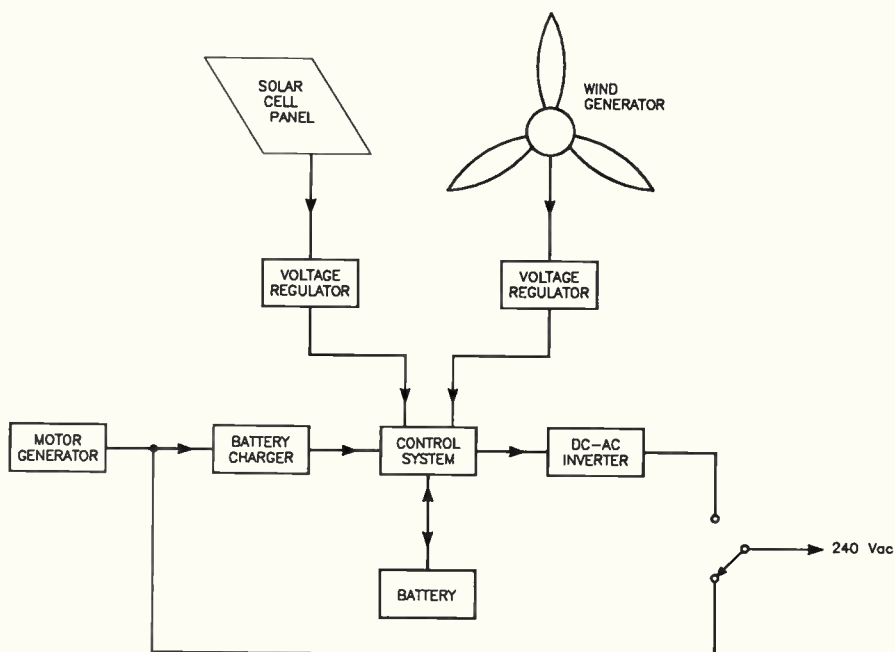 SOLAR
CELL
PANEL
WIND
GENERATOR
VOLTAGE
REGULATOR
VOLTAGE
REGULATOR
MOTOR
GENERATOR
BATTERY
CHARGER
CONTROL
SYSTEM
DC-AC
INVERTER
240 Vac
BATTERY